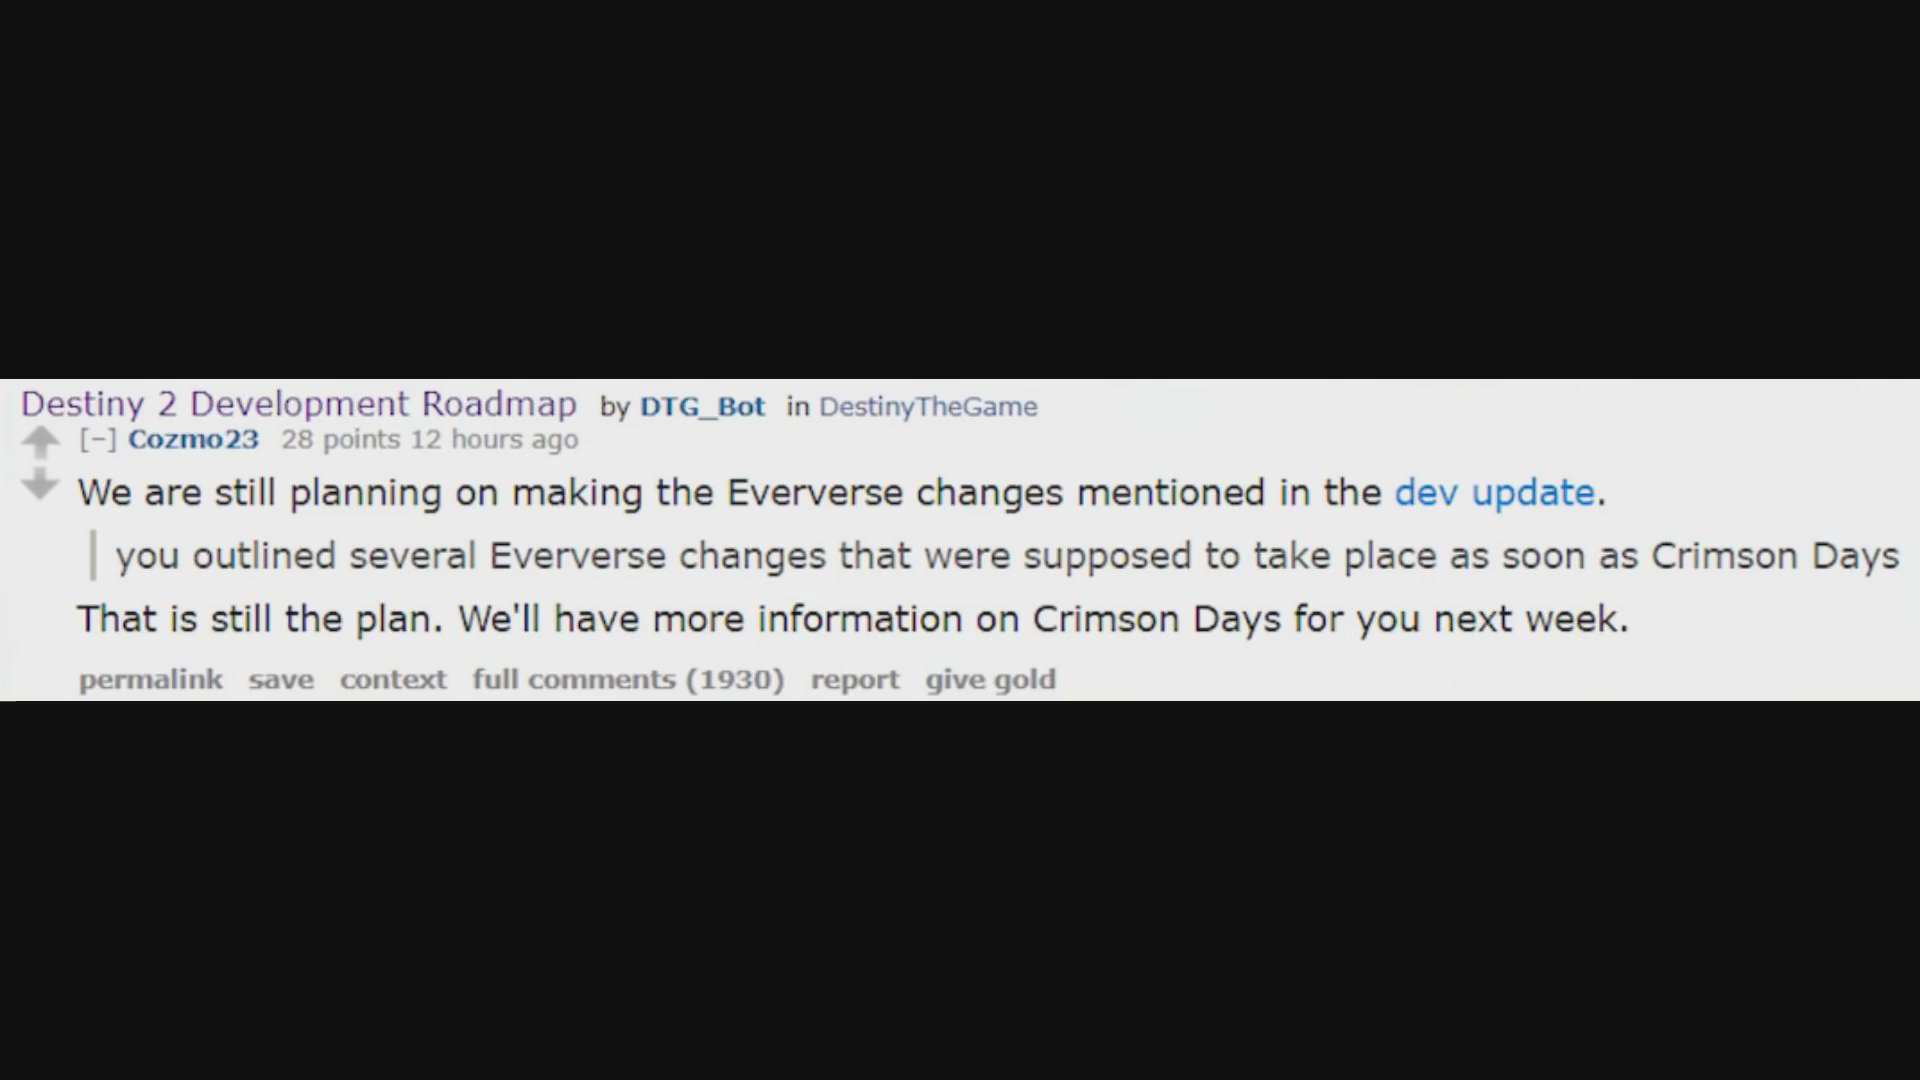 Destiny 2 Development Roadmap by DTG_Bot in DestinyTheGame
[−] Cozmo23 28 points 12 hours ago
We are still planning on making the Eververse changes mentioned in the dev update.
you outlined several Eververse changes that were supposed to take place as soon as Crimson Days
That is still the plan. We'll have more information on Crimson Days for you next week.
permalink save context full comments (1930) report give gold